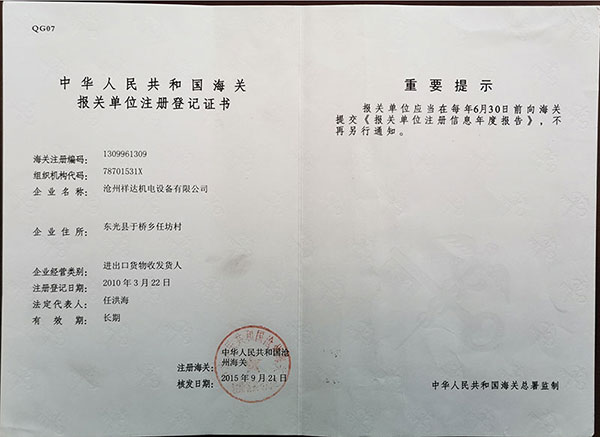 QG07
中华人民共和国海关
报关单位注册登记证书
海关注册编码： 1309961309
组织机构代码： 78701531X
企业名称： 沧州祥达机电设备有限公司
企业住所： 东光县于桥乡任坊村
企业经营类别： 进出口货物收发货人
注册登记日期： 2010年3月22日
法定代表人： 任洪海
有效期： 长期
注册海关： 中华人民共和国沧
州海关
核发日期： 2015年9月21日
重要提示
报关单位应当在每年6月30日前向海关
提交《报关单位注册信息年度报告》，不
再另行通知。
中华人民共和国海关总署监制